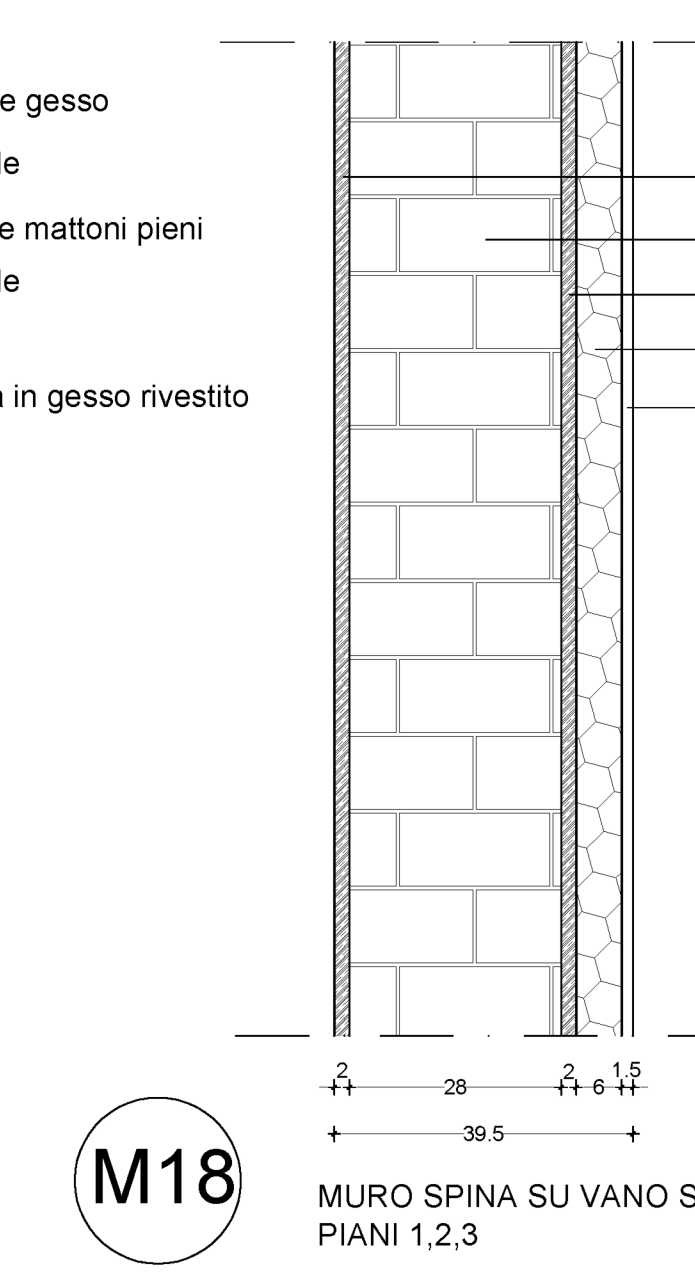 e gesso
le
e mattoni pieni
le
in gesso rivestito
2 28 2 6 1.5
39.5
M18
MURO SPINA SU VANO S
PIANI 1,2,3